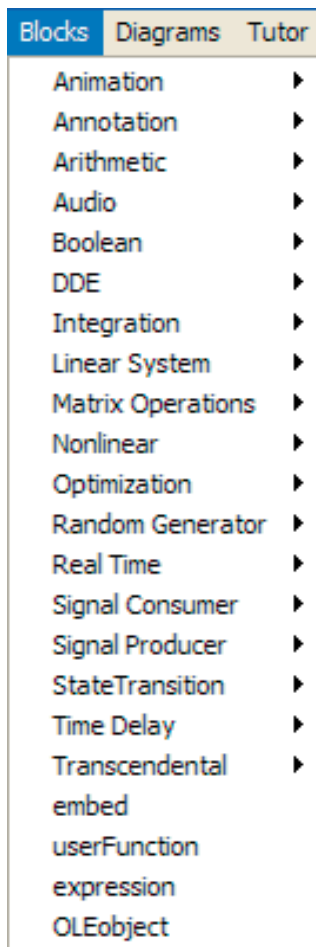 Blocks Diagrams Tutor
Animation
Annotation
Arithmetic
Audio
Boolean
DDE
Integration
Linear System
Matrix Operations
Nonlinear
Optimization
Random Generator
Real Time
Signal Consumer
Signal Producer
StateTransition
Time Delay
Transcendental
embed
userFunction
expression
OLEobject